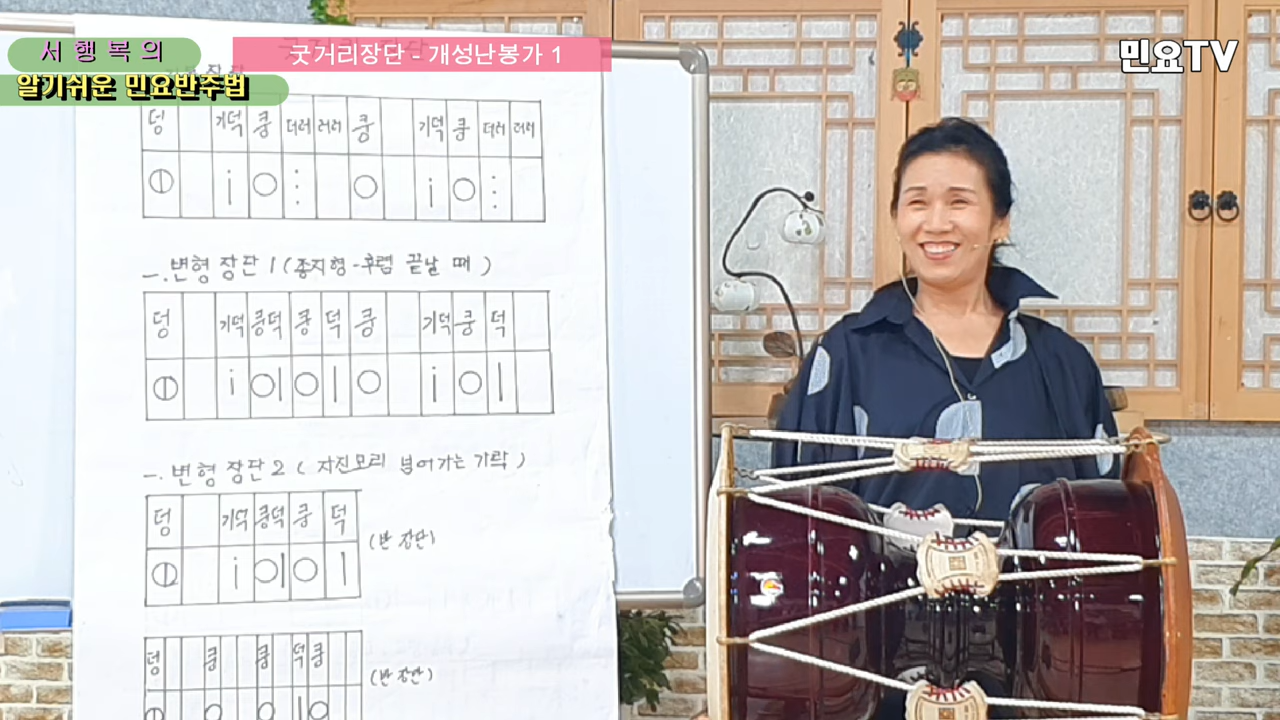 서행복의
굿거리장단 - 개성난봉가 1
민요TV
알기쉬운 민요반주법
덩 기덕 쿵 더러 러러 쿵 기덕 쿵 더러 러러
一. 변형 장단 1 (종지형-후렴 끝날 때)
덩 기덕 쿵덕 쿵 덕 쿵 기덕 쿵 덕
一. 변형 장단 2 (자진모리 넘어가는 가락)
덩 기덕 쿵덕 쿵 덕
(반 장단)
덩 쿵 쿵 덕 쿵
(반 장단)